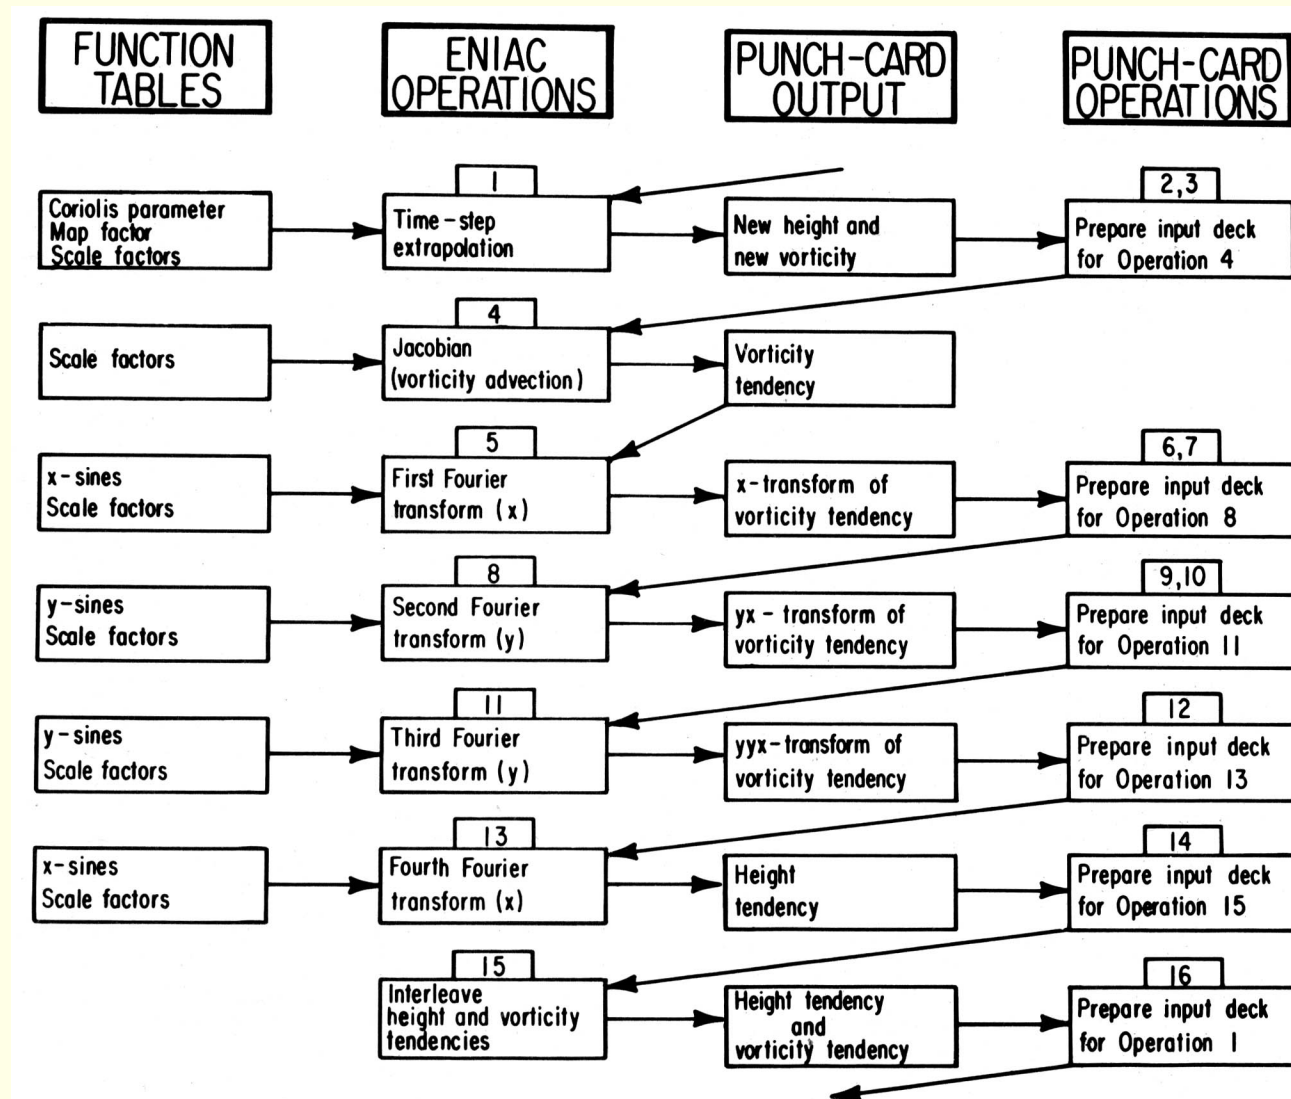 FUNCTION
TABLES
ENIAC
OPERATIONS
PUNCH-CARD
OUTPUT
PUNCH-CARD
OPERATIONS
Coriolis parameter
Map factor
Scale factors
1
Time-step
extrapolation
New height and
new vorticity
2,3
Prepare input deck
for Operation 4
Scale factors
4
Jacobian
(vorticity advection)
Vorticity
tendency
x-sines
Scale factors
5
First Fourier
transform (x)
x-transform of
vorticity tendency
6,7
Prepare input deck
for Operation 8
y-sines
Scale factors
8
Second Fourier
transform (y)
yx-transform of
vorticity tendency
9,10
Prepare input deck
for Operation 11
y-sines
Scale factors
11
Third Fourier
transform (y)
yyx-transform of
vorticity tendency
12
Prepare input deck
for Operation 13
x-sines
Scale factors
13
Fourth Fourier
transform (x)
Height
tendency
14
Prepare input deck
for Operation 15
15
Interleave
height and vorticity
tendencies
Height tendency
and
vorticity tendency
16
Prepare input deck
for Operation 1